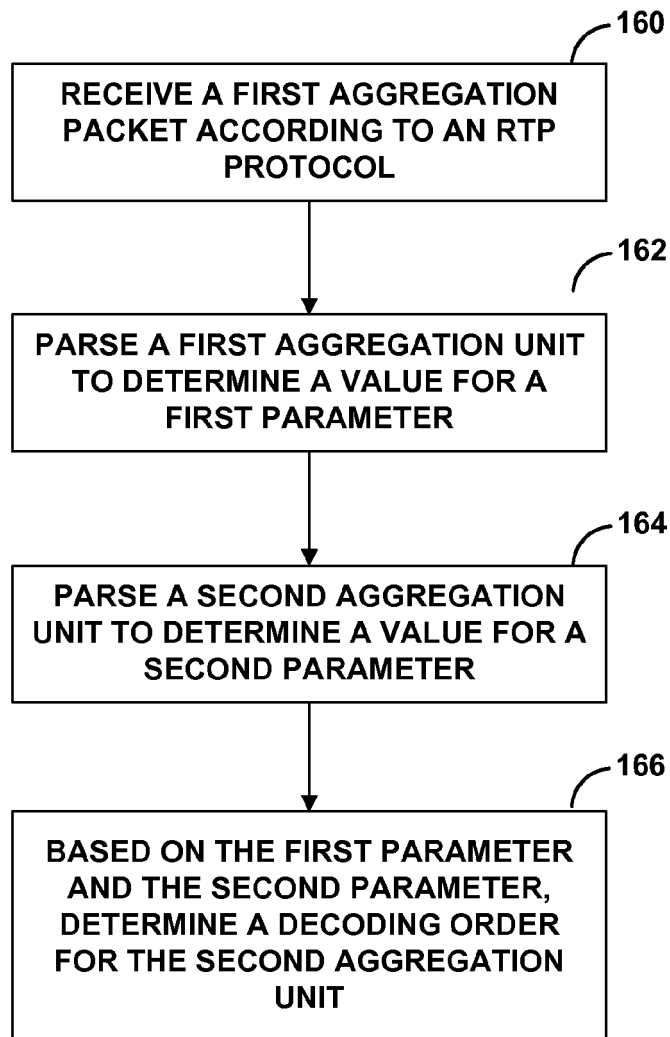 160
RECEIVE A FIRST AGGREGATION
PACKET ACCORDING TO AN RTP
PROTOCOL
162
PARSE A FIRST AGGREGATION UNIT
TO DETERMINE A VALUE FOR A
FIRST PARAMETER
164
PARSE A SECOND AGGREGATION
UNIT TO DETERMINE A VALUE FOR A
SECOND PARAMETER
166
BASED ON THE FIRST PARAMETER
AND THE SECOND PARAMETER,
DETERMINE A DECODING ORDER
FOR THE SECOND AGGREGATION
UNIT